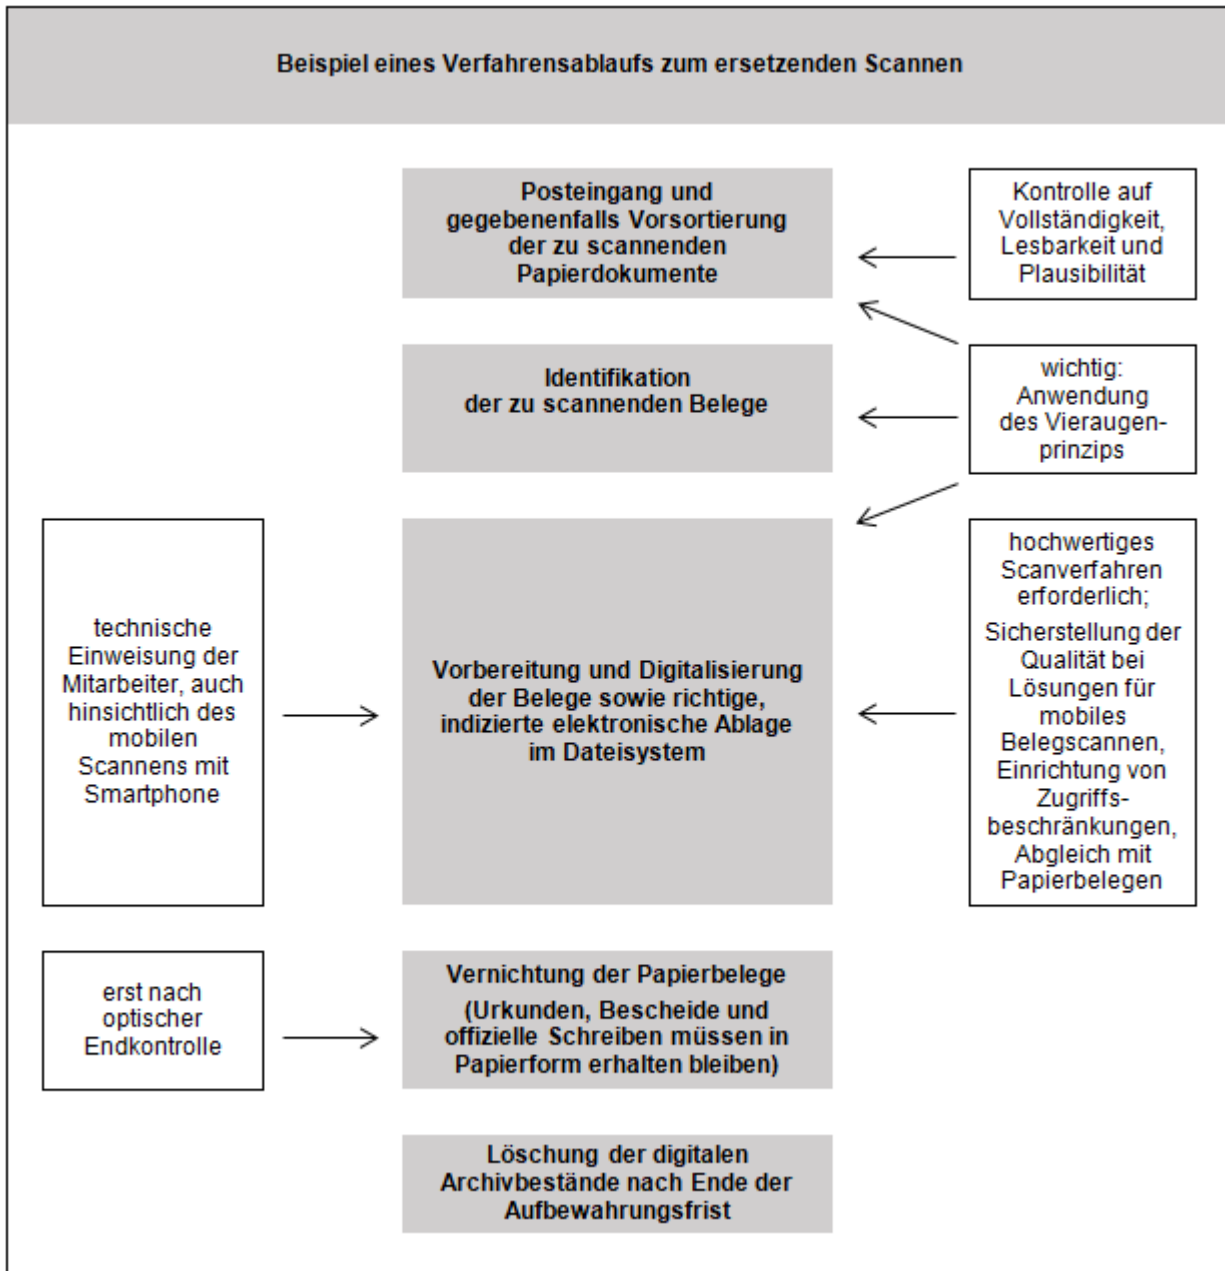 Beispiel eines Verfahrensablaufs zum ersetzenden Scannen
Posteingang und
gegebenenfalls Vorsortierung
der zu scannenden
Papierdokumente
Kontrolle auf
Vollständigkeit,
Lesbarkeit und
Plausibilität
Identifikation
der zu scannenden Belege
wichtig:
Anwendung
des Vieraugen-
prinzips
technische
Einweisung der
Mitarbeiter, auch
hinsichtlich des
mobilen
Scannens mit
Smartphone
Vorbereitung und Digitalisierung
der Belege sowie richtige,
indizierte elektronische Ablage
im Dateisystem
hochwertiges
Scanverfahren
erforderlich;
Sicherstellung der
Qualität bei
Lösungen für
mobiles
Belegscannen,
Einrichtung von
Zugriffs-
beschränkungen,
Abgleich mit
Papierbelegen
erst nach
optischer
Endkontrolle
Vernichtung der Papierbelege
(Urkunden, Bescheide und
offizielle Schreiben müssen in
Papierform erhalten bleiben)
Löschung der digitalen
Archivbestände nach Ende der
Aufbewahrungsfrist